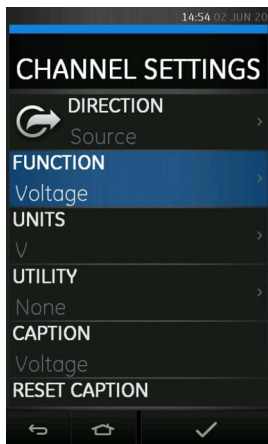 14:54 02 JUN 20
CHANNEL SETTINGS
DIRECTION
Source
FUNCTION
Voltage
UNITS
V
UTILITY
None
CAPTION
Voltage
RESET CAPTION